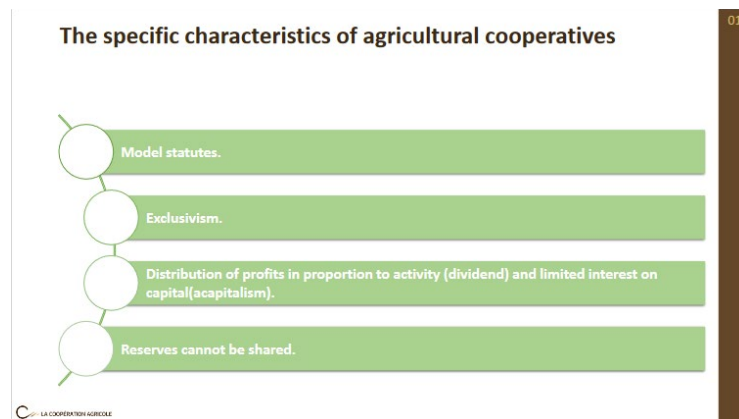 The specific characteristics of agricultural cooperatives
01
Model statutes.
Exclusivism.
Distribution of profits in proportion to activity (dividend) and limited interest on
capital(acapitalism).
Reserves cannot be shared.
LA COOPÉRATION AGRICOLE